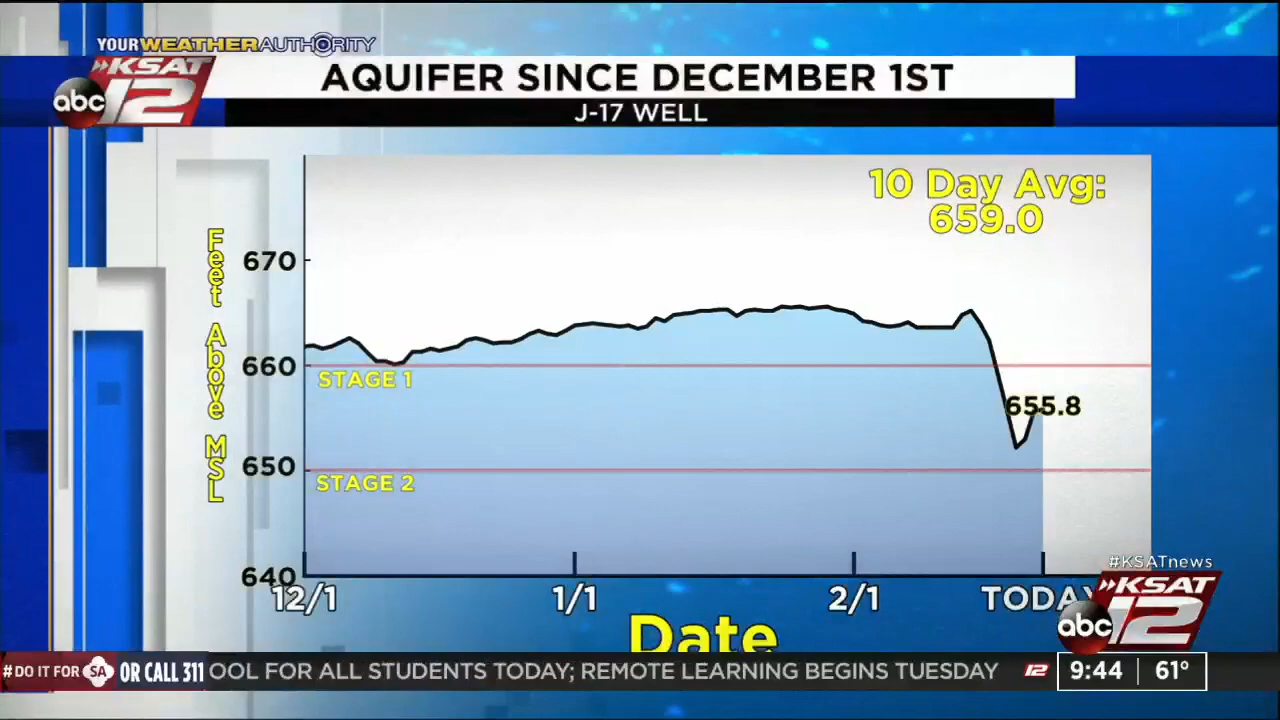 YOURWEATHERAUTHORITY
KSAT
abc 12
AQUIFER SINCE DECEMBER 1ST
J-17 WELL
10 Day Avg:
659.0
Feet Above MSL
670
660
STAGE 1
655.8
650
STAGE 2
640
12/1
1/1
2/1
TODAY
Date
#KSATnews
KSAT
abc 12
#DO IT FOR SA OR CALL 311
OOL FOR ALL STUDENTS TODAY; REMOTE LEARNING BEGINS TUESDAY
12
9:44
61°